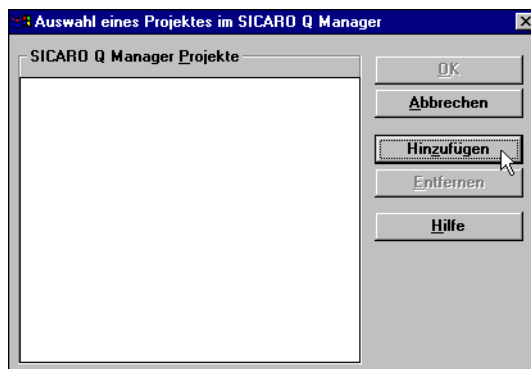 Auswahl eines Projektes im SICARO Q Manager
SICARO Q Manager Projekte
OK
Abbrechen
Hinzufügen
Entfernen
Hilfe